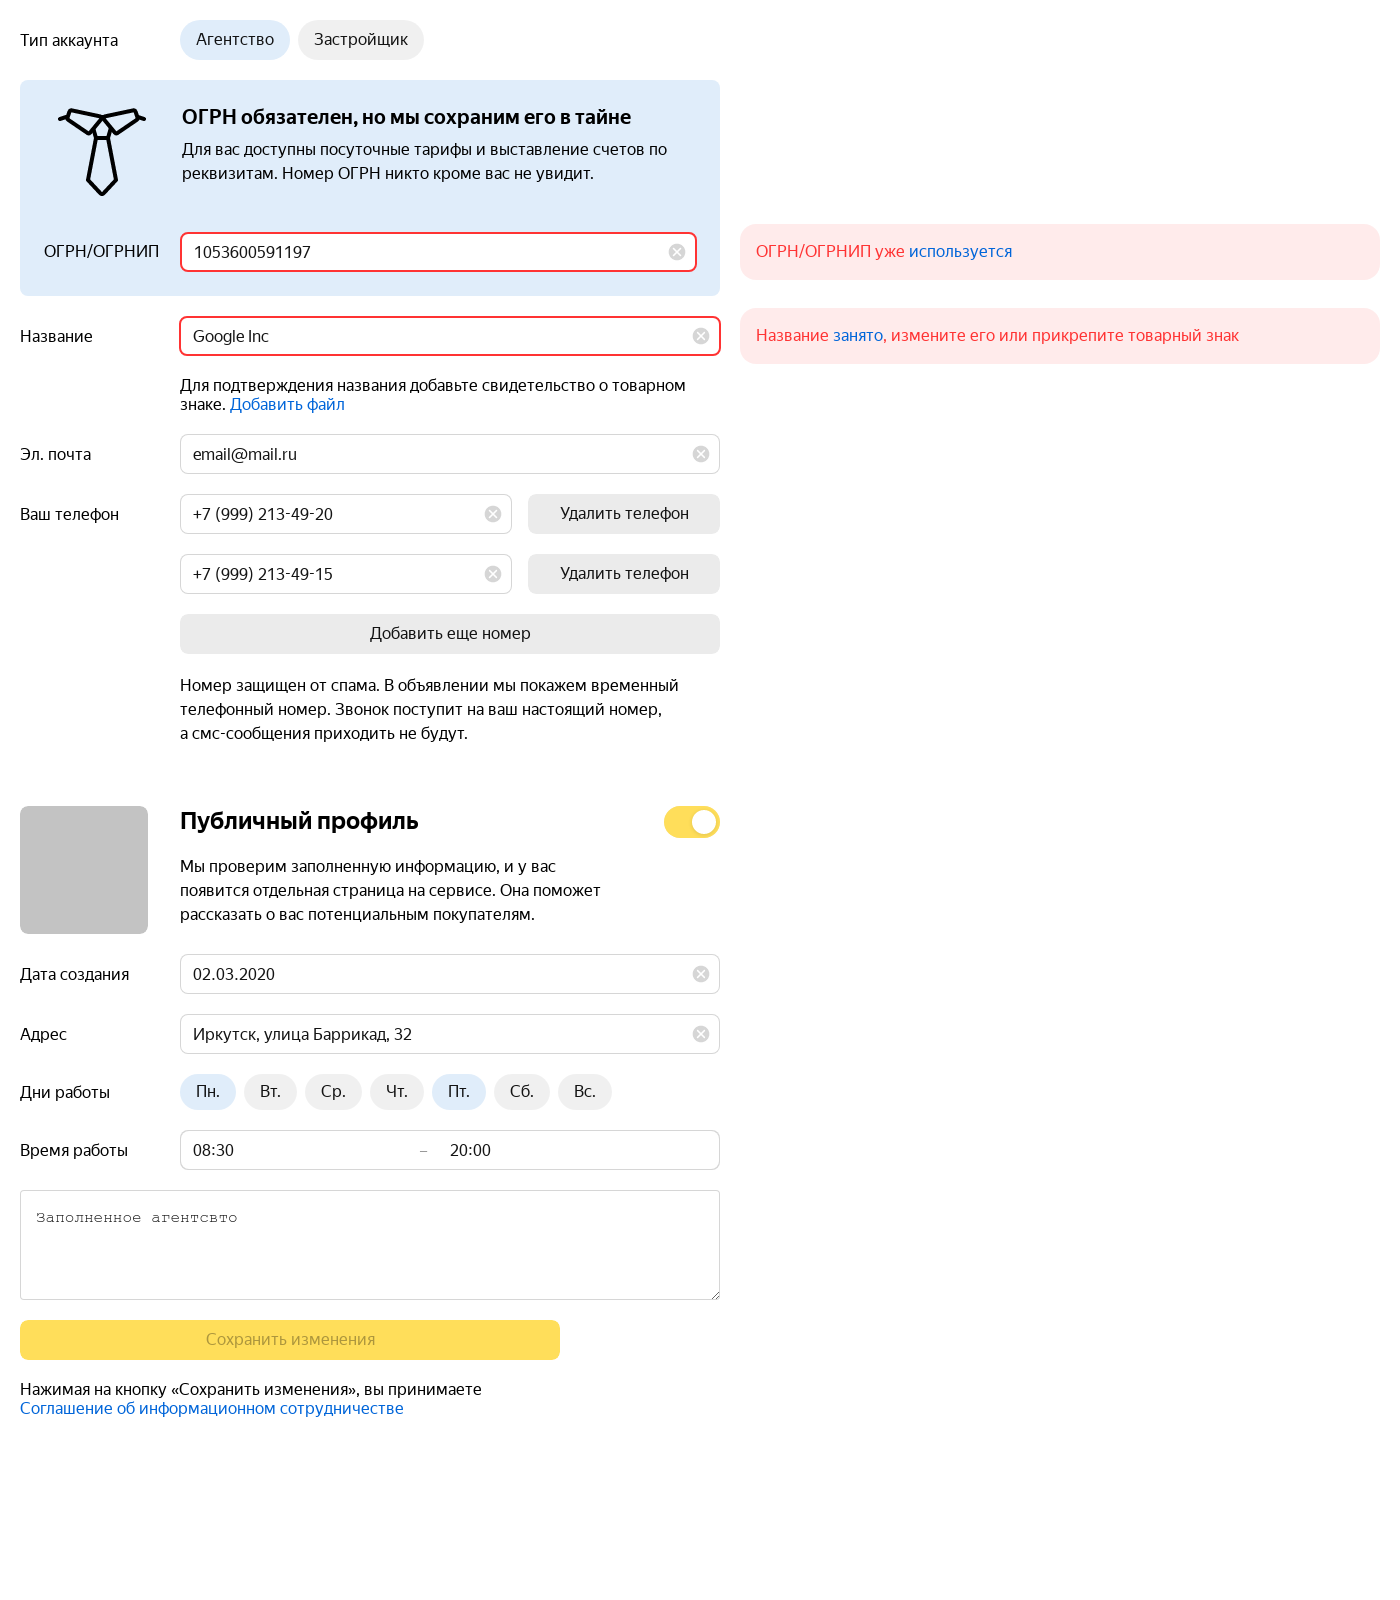 Тип аккаунта
Агентство
Застройщик
ОГРН обязателен, но мы сохраним его в тайне
Для вас доступны посуточные тарифы и выставление счетов по
реквизитам. Номер ОГРН никто кроме вас не увидит.
ОГРН/ОГРНИП
1053600591197
ОГРН/ОГРНИП уже используется
Название
Google Inc
Название занято, измените его или прикрепите товарный знак
Для подтверждения названия добавьте свидетельство о товарном
знаке. Добавить файл
Эл. почта
email@mail.ru
Ваш телефон
+7 (999) 213-49-20
Удалить телефон
+7 (999) 213-49-15
Удалить телефон
Добавить еще номер
Номер защищен от спама. В объявлении мы покажем временный
телефонный номер. Звонок поступит на ваш настоящий номер,
а смс-сообщения приходить не будут.
Публичный профиль
Мы проверим заполненную информацию, и у вас
появится отдельная страница на сервисе. Она поможет
рассказать о вас потенциальным покупателям.
Дата создания
02.03.2020
Адрес
Иркутск, улица Баррикад, 32
Дни работы
Пн.
Вт.
Ср.
Чт.
Пт.
Сб.
Вс.
Время работы
08:30 – 20:00
Заполненное агентсвто
Сохранить изменения
Нажимая на кнопку «Сохранить изменения», вы принимаете
Соглашение об информационном сотрудничестве